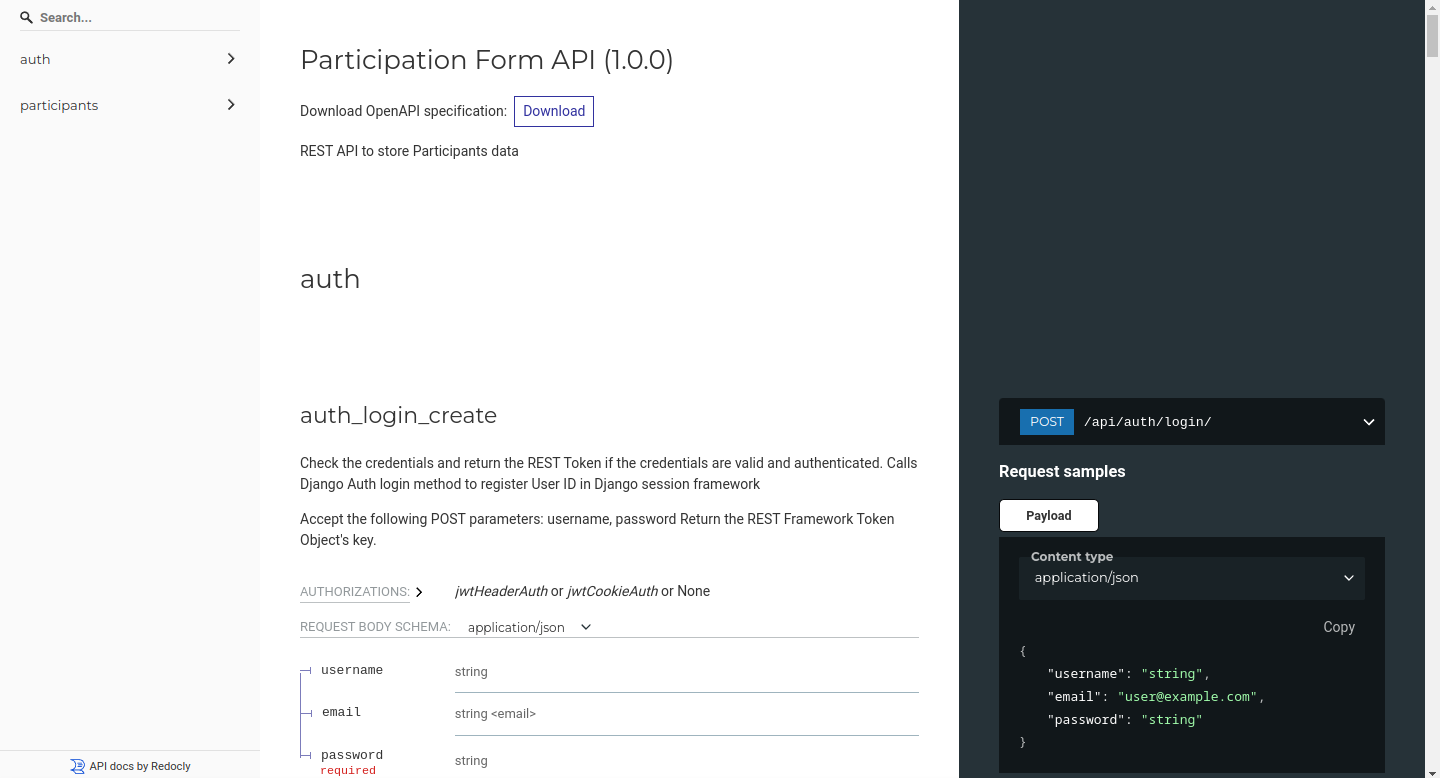 Search...
auth
participants
API docs by Redocly
Participation Form API (1.0.0)
Download OpenAPI specification: Download
REST API to store Participants data
auth
auth_login_create
Check the credentials and return the REST Token if the credentials are valid and authenticated. Calls
Django Auth login method to register User ID in Django session framework
Accept the following POST parameters: username, password Return the REST Framework Token
Object's key.
AUTHORIZATIONS: jwtHeaderAuth or jwtCookieAuth or None
REQUEST BODY SCHEMA: application/json
username string
email string <email>
password string
required
POST /api/auth/login/
Request samples
Payload
Content type
application/json
Copy
{
"username": "string",
"email": "user@example.com",
"password": "string"
}